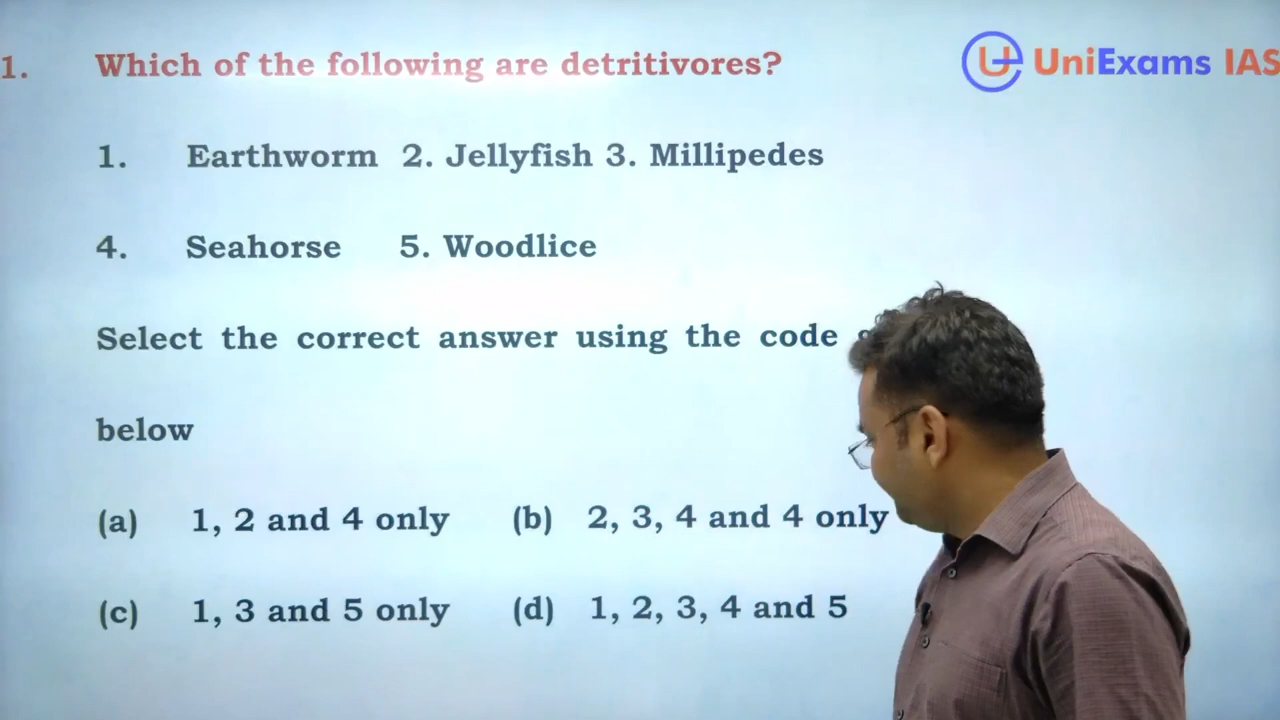 1. Which of the following are detritivores?
UniExams IAS
1. Earthworm 2. Jellyfish 3. Millipedes
4. Seahorse 5. Woodlice
Select the correct answer using the code
below
(a) 1, 2 and 4 only (b) 2, 3, 4 and 4 only
(c) 1, 3 and 5 only (d) 1, 2, 3, 4 and 5